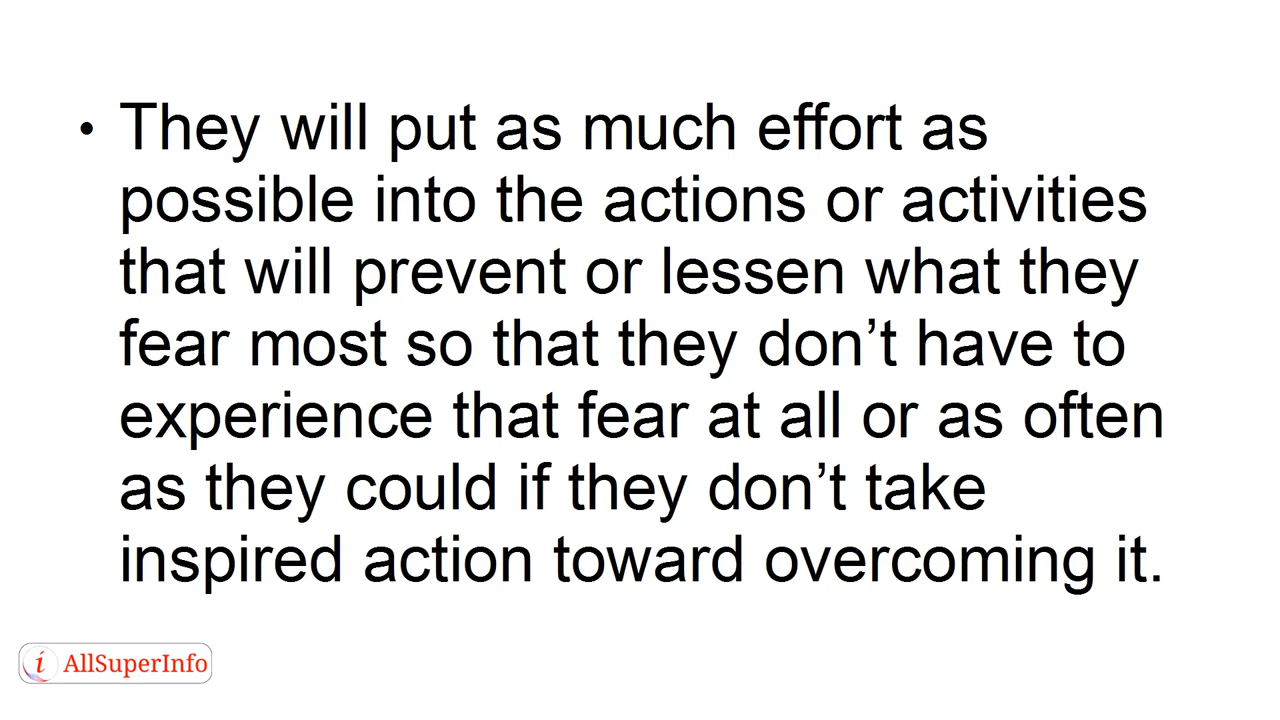 • They will put as much effort as
possible into the actions or activities
that will prevent or lessen what they
fear most so that they don’t have to
experience that fear at all or as often
as they could if they don’t take
inspired action toward overcoming it.
i AllSuperInfo